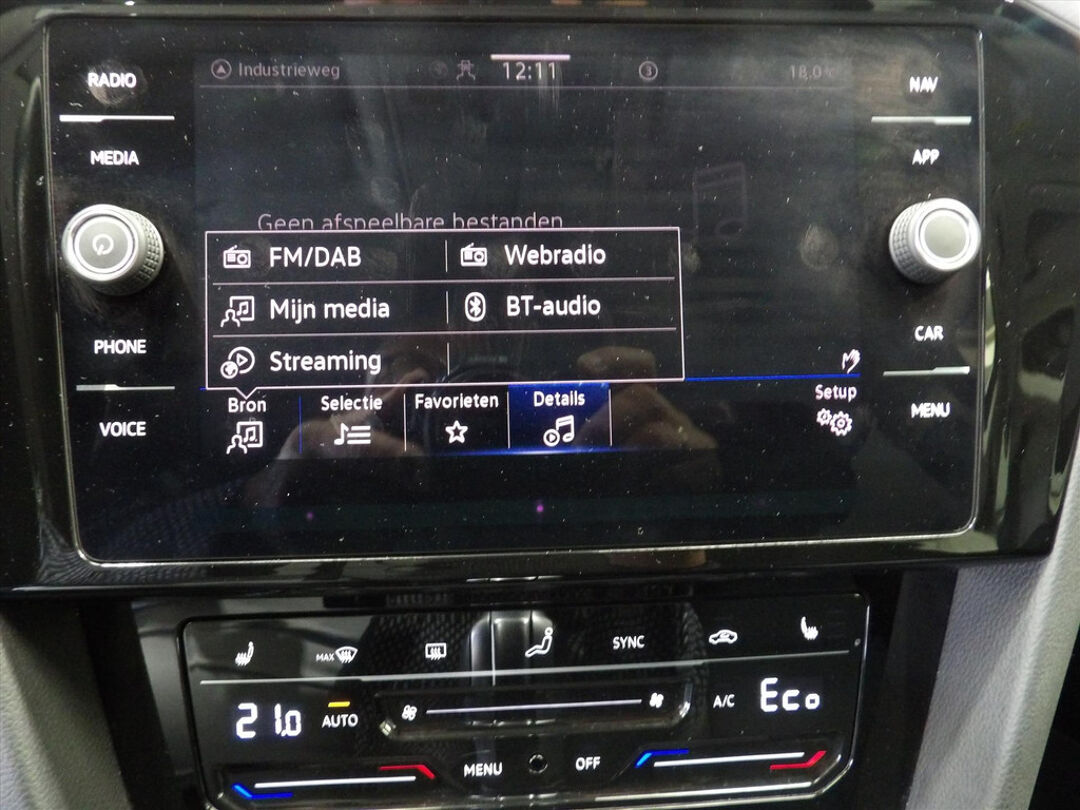 RADIO
Industrieweg
12:11
3
18.0°C
NAV
MEDIA
APP
Geen afspeelbare bestanden
FM/DAB
Webradio
Mijn media
BT-audio
PHONE
Streaming
CAR
Bron
Selectie
Favorieten
Details
Setup
VOICE
MENU
MAX
SYNC
21.0
AUTO
A/C
Eco
MENU
OFF